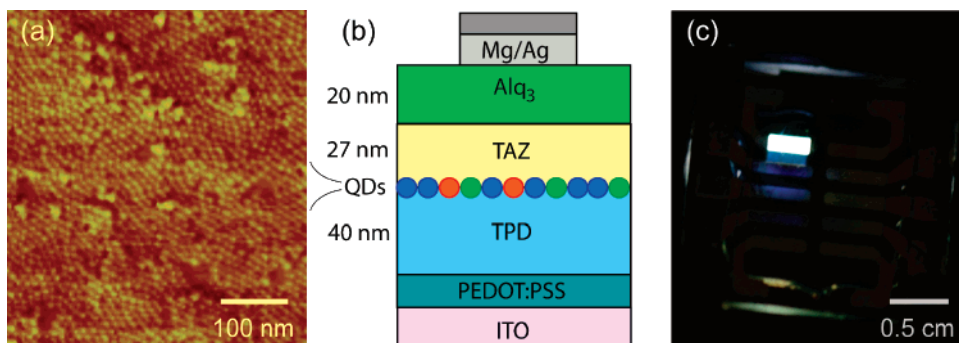 (a)
100 nm
(b)
Mg/Ag
20 nm
Alq₃
27 nm
TAZ
QDs
40 nm
TPD
PEDOT:PSS
ITO
(c)
0.5 cm